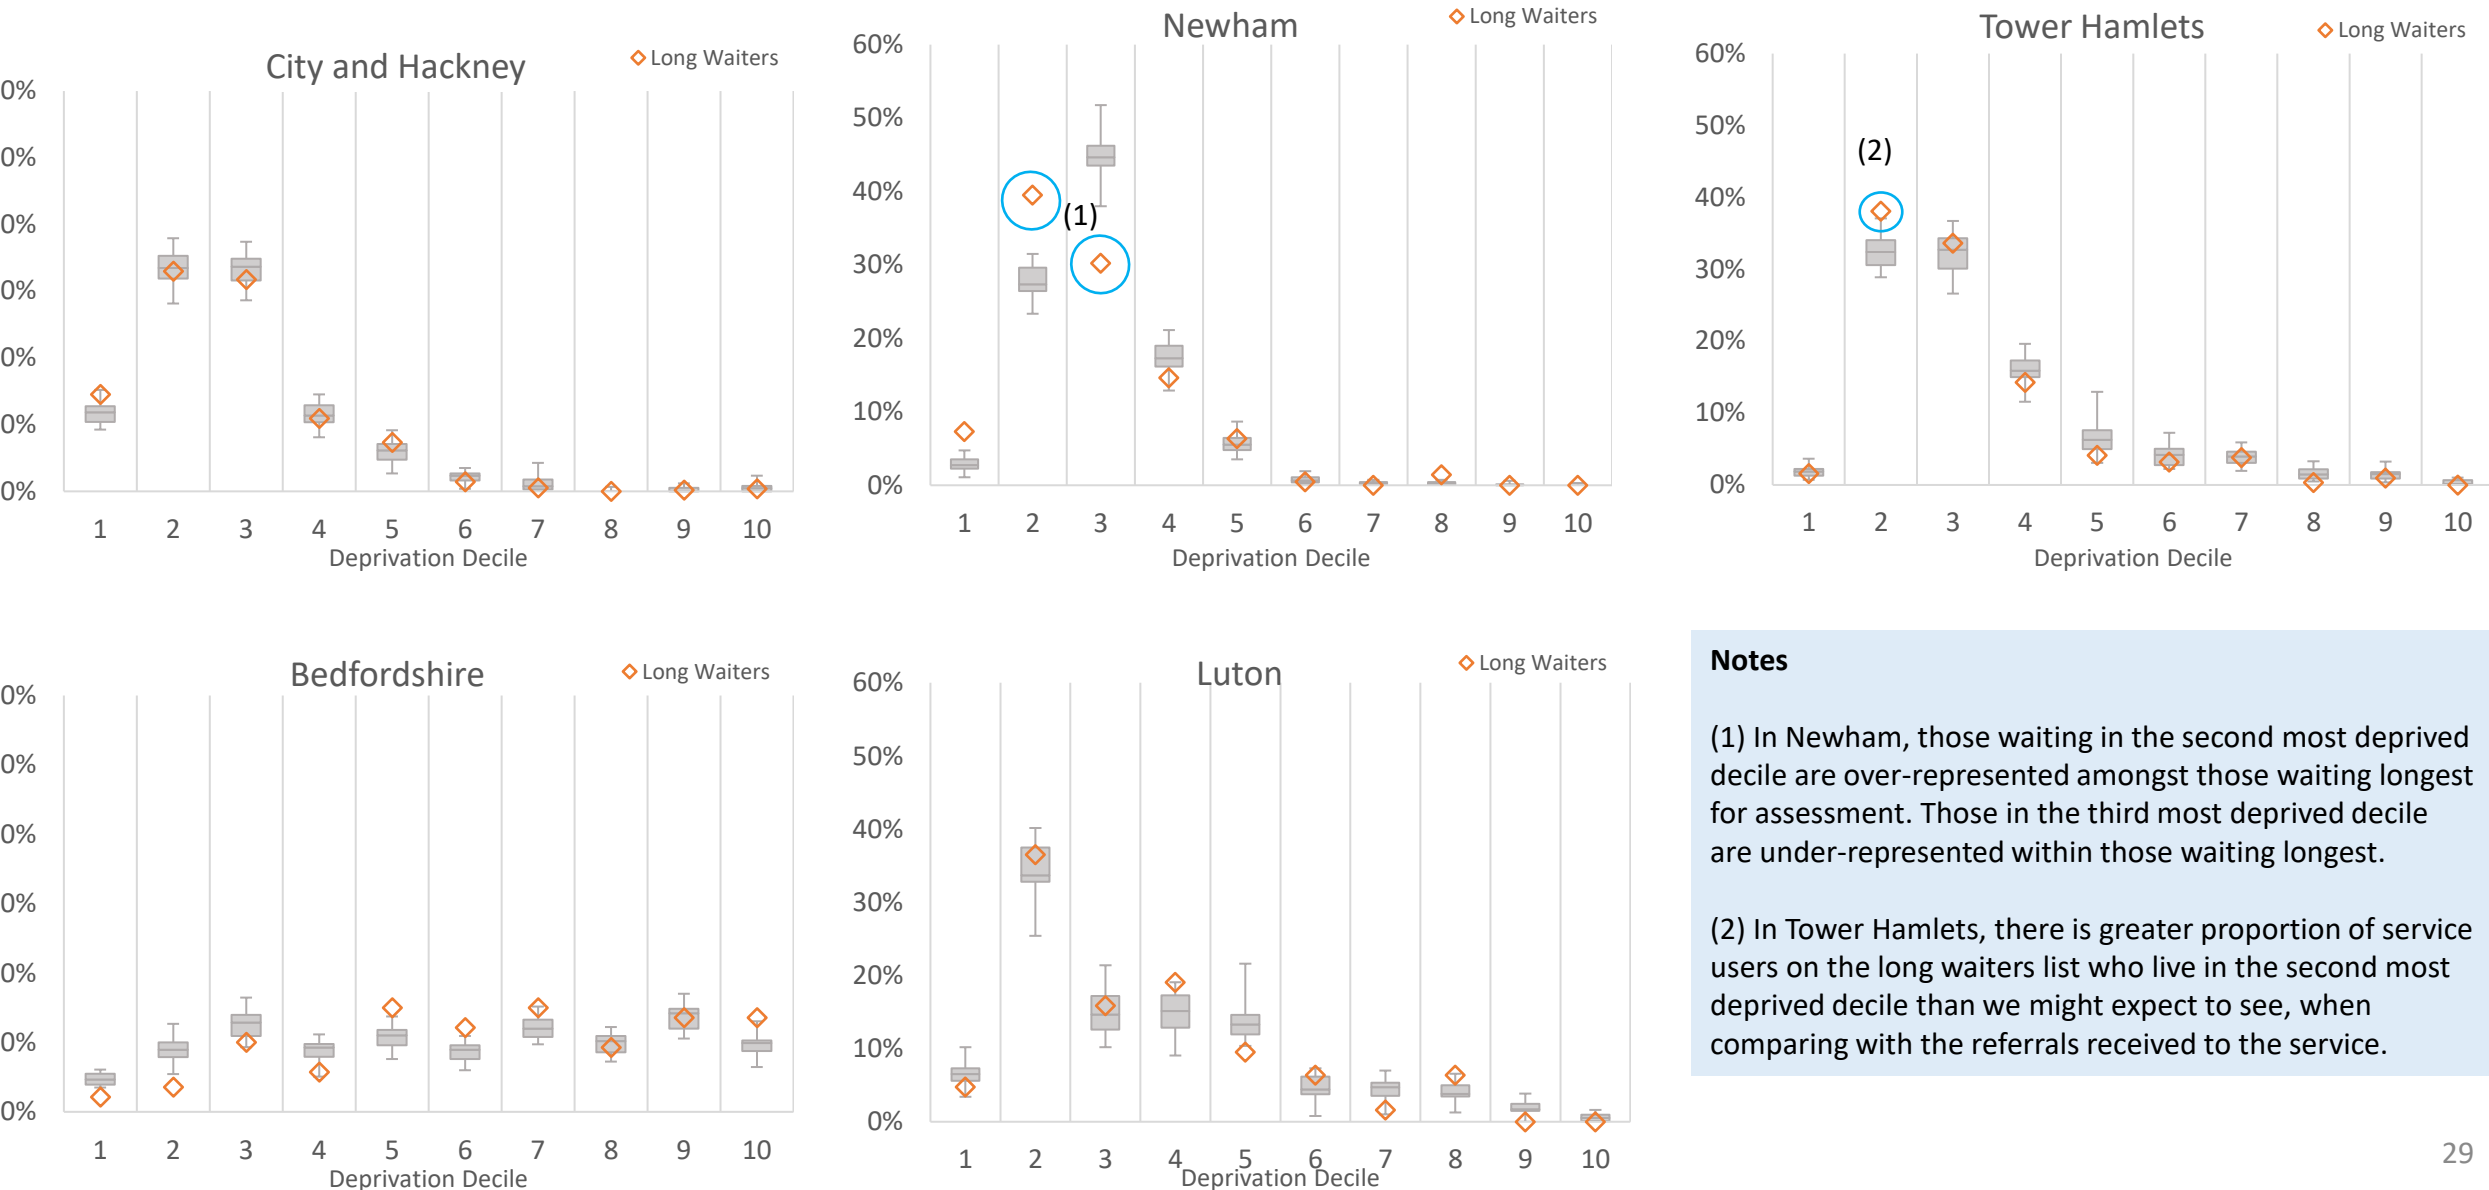 City and Hackney
Long Waiters
0%
0%
0%
0%
0%
0%
0%
1 2 3 4 5 6 7 8 9 10
Deprivation Decile
Newham
Long Waiters
60%
50%
40%
30%
20%
10%
0%
(1)
1 2 3 4 5 6 7 8 9 10
Deprivation Decile
Tower Hamlets
Long Waiters
60%
50%
40%
30%
20%
10%
0%
(2)
1 2 3 4 5 6 7 8 9 10
Deprivation Decile
Bedfordshire
Long Waiters
0%
0%
0%
0%
0%
0%
0%
1 2 3 4 5 6 7 8 9 10
Deprivation Decile
Luton
Long Waiters
60%
50%
40%
30%
20%
10%
0%
1 2 3 4 5 6 7 8 9 10
Deprivation Decile
Notes
(1) In Newham, those waiting in the second most deprived
decile are over-represented amongst those waiting longest
for assessment. Those in the third most deprived decile
are under-represented within those waiting longest.
(2) In Tower Hamlets, there is greater proportion of service
users on the long waiters list who live in the second most
deprived decile than we might expect to see, when
comparing with the referrals received to the service.
29